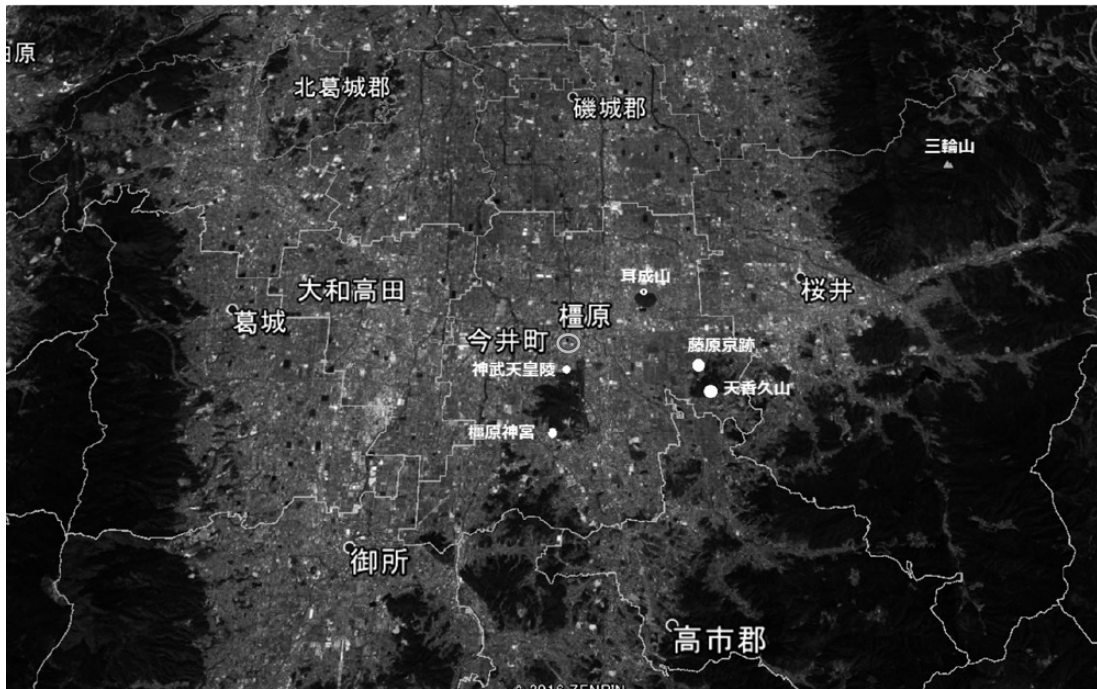 原
北葛城郡
磯城郡
三輪山
耳成山
大和高田
桜井
橿原
葛城
今井町
藤原京跡
神武天皇陵
天香久山
橿原神宮
御所
高市郡
2016 ZENRIN